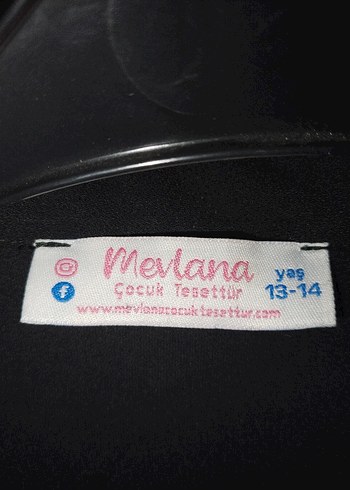 Mevlana
Çocuk Tesettür
www.mevlanacocuktesettur.com
yaş
13-14